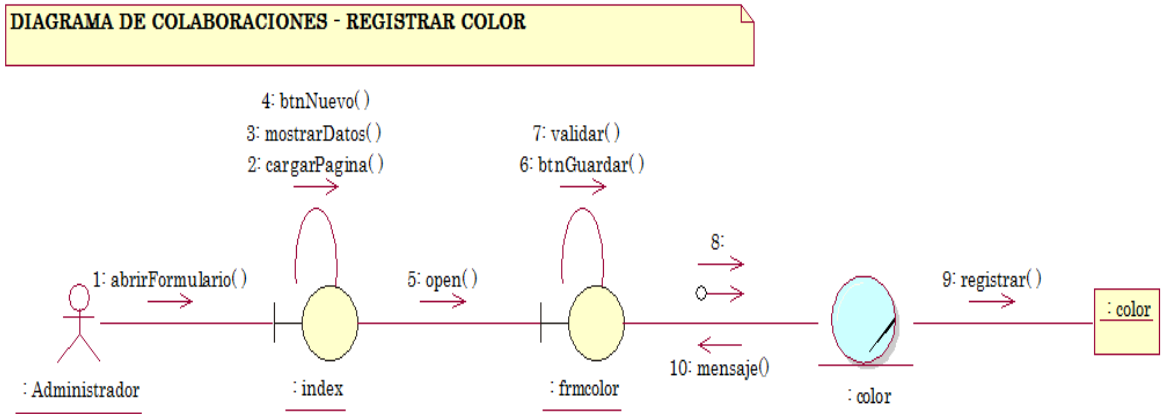 DIAGRAMA DE COLABORACIONES - REGISTRAR COLOR
4: btnNuevo( )
3: mostrarDatos( )
2: cargarPagina( )
7: validar( )
6: btnGuardar( )
1: abrirFormulario( )
5: open( )
8:
9: registrar( )
10: mensaje()
: Administrador
: index
: frmcolor
: color
: color